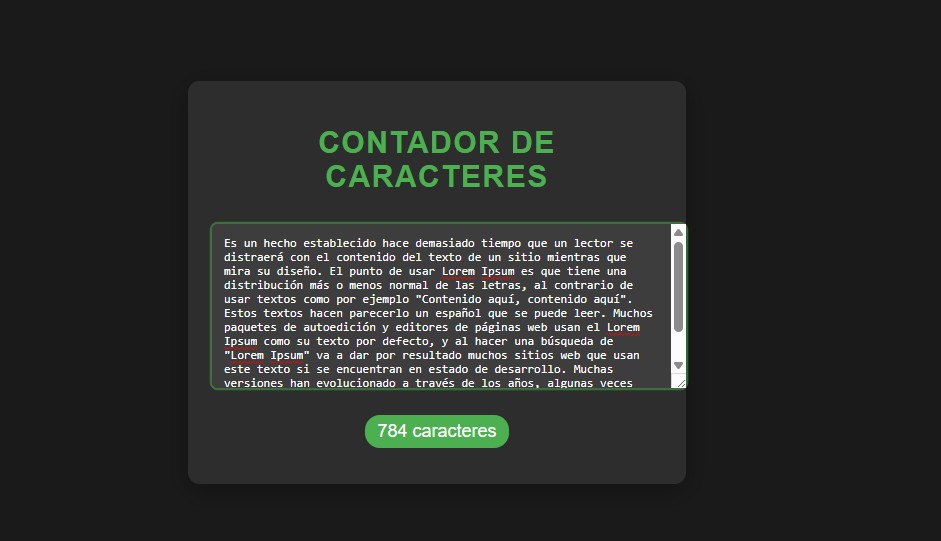 CONTADOR DE
CARACTERES
Es un hecho establecido hace demasiado tiempo que un lector se
distraerá con el contenido del texto de un sitio mientras que
mira su diseño. El punto de usar Lorem Ipsum es que tiene una
distribución más o menos normal de las letras, al contrario de
usar textos como por ejemplo "Contenido aquí, contenido aquí".
Estos textos hacen parecerlo un español que se puede leer. Muchos
paquetes de autoedición y editores de páginas web usan el Lorem
Ipsum como su texto por defecto, y al hacer una búsqueda de
"Lorem Ipsum" va a dar por resultado muchos sitios web que usan
este texto si se encuentran en estado de desarrollo. Muchas
versiones han evolucionado a través de los años, algunas veces
784 caracteres